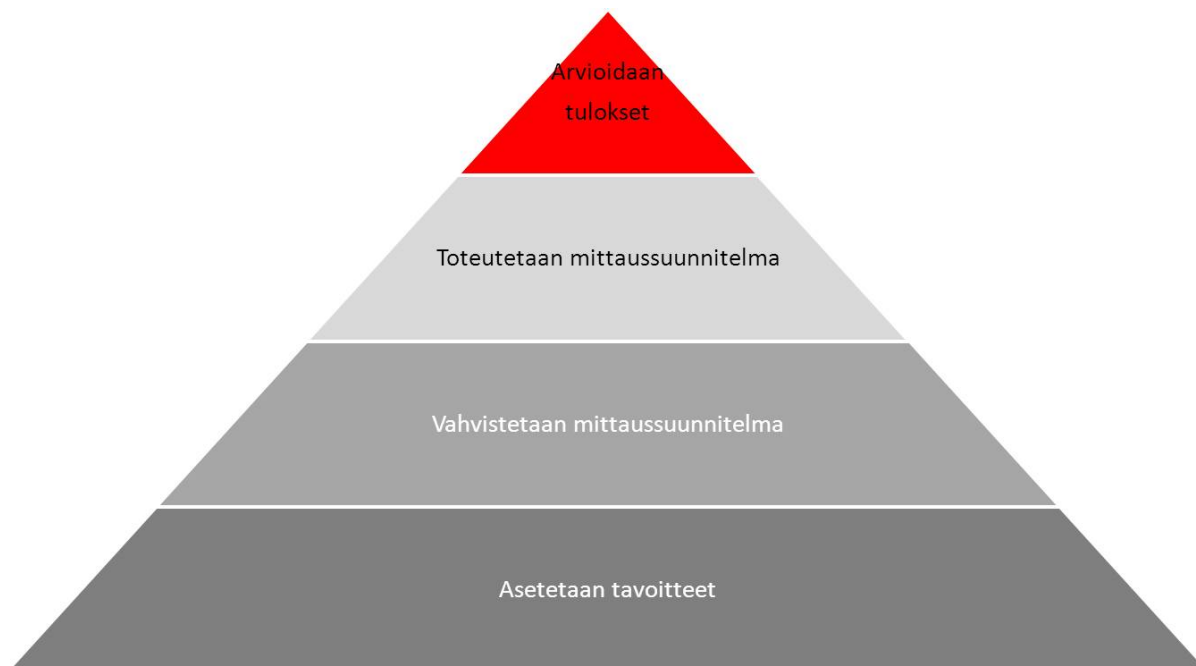 Arvioidaan
tulokset
Toteutetaan mittaussuunnitelma
Vahvistetaan mittaussuunnitelma
Asetetaan tavoitteet